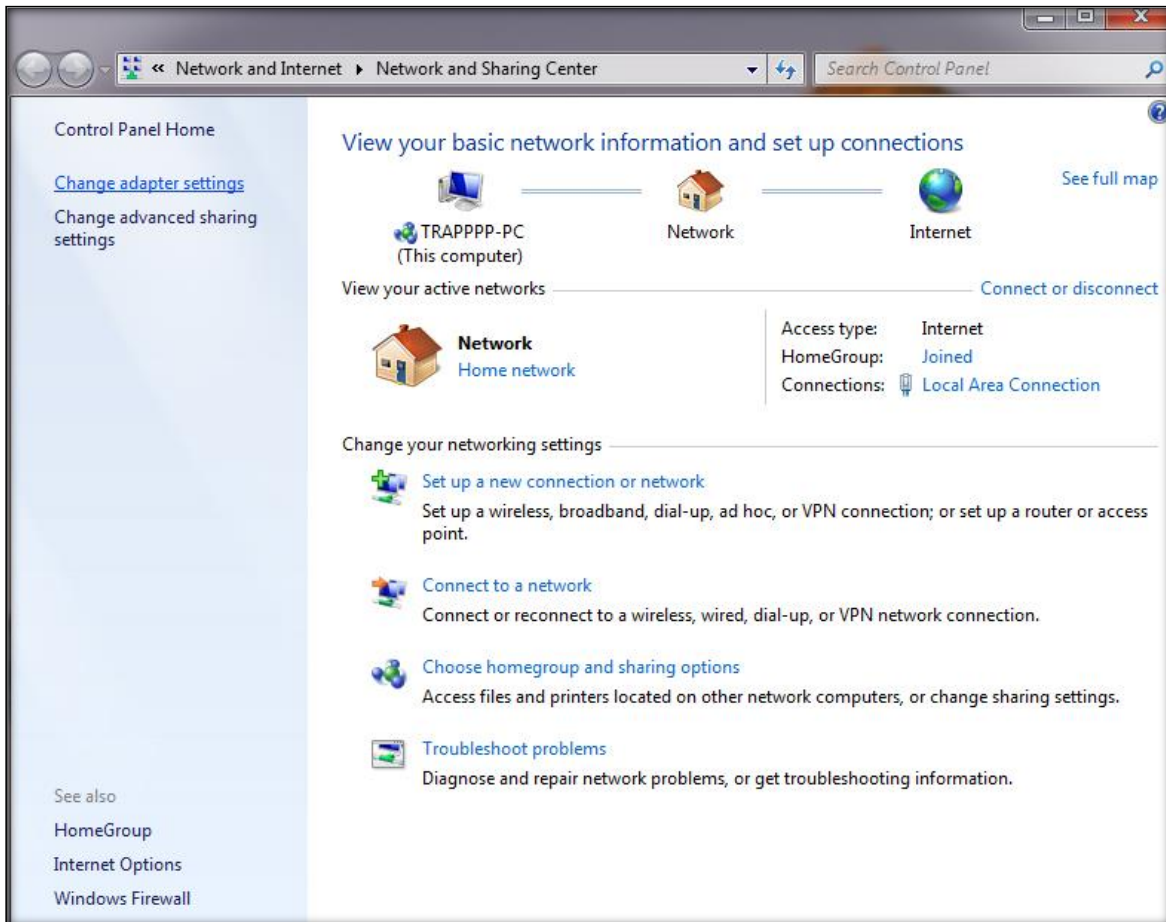 « Network and Internet ▸ Network and Sharing Center
Search Control Panel
Control Panel Home
Change adapter settings
Change advanced sharing
settings
See also
HomeGroup
Internet Options
Windows Firewall
View your basic network information and set up connections
See full map
TRAPPPP-PC
(This computer)
Network
Internet
View your active networks
Connect or disconnect
Network
Home network
Access type: Internet
HomeGroup: Joined
Connections: Local Area Connection
Change your networking settings
Set up a new connection or network
Set up a wireless, broadband, dial-up, ad hoc, or VPN connection; or set up a router or access
point.
Connect to a network
Connect or reconnect to a wireless, wired, dial-up, or VPN network connection.
Choose homegroup and sharing options
Access files and printers located on other network computers, or change sharing settings.
Troubleshoot problems
Diagnose and repair network problems, or get troubleshooting information.